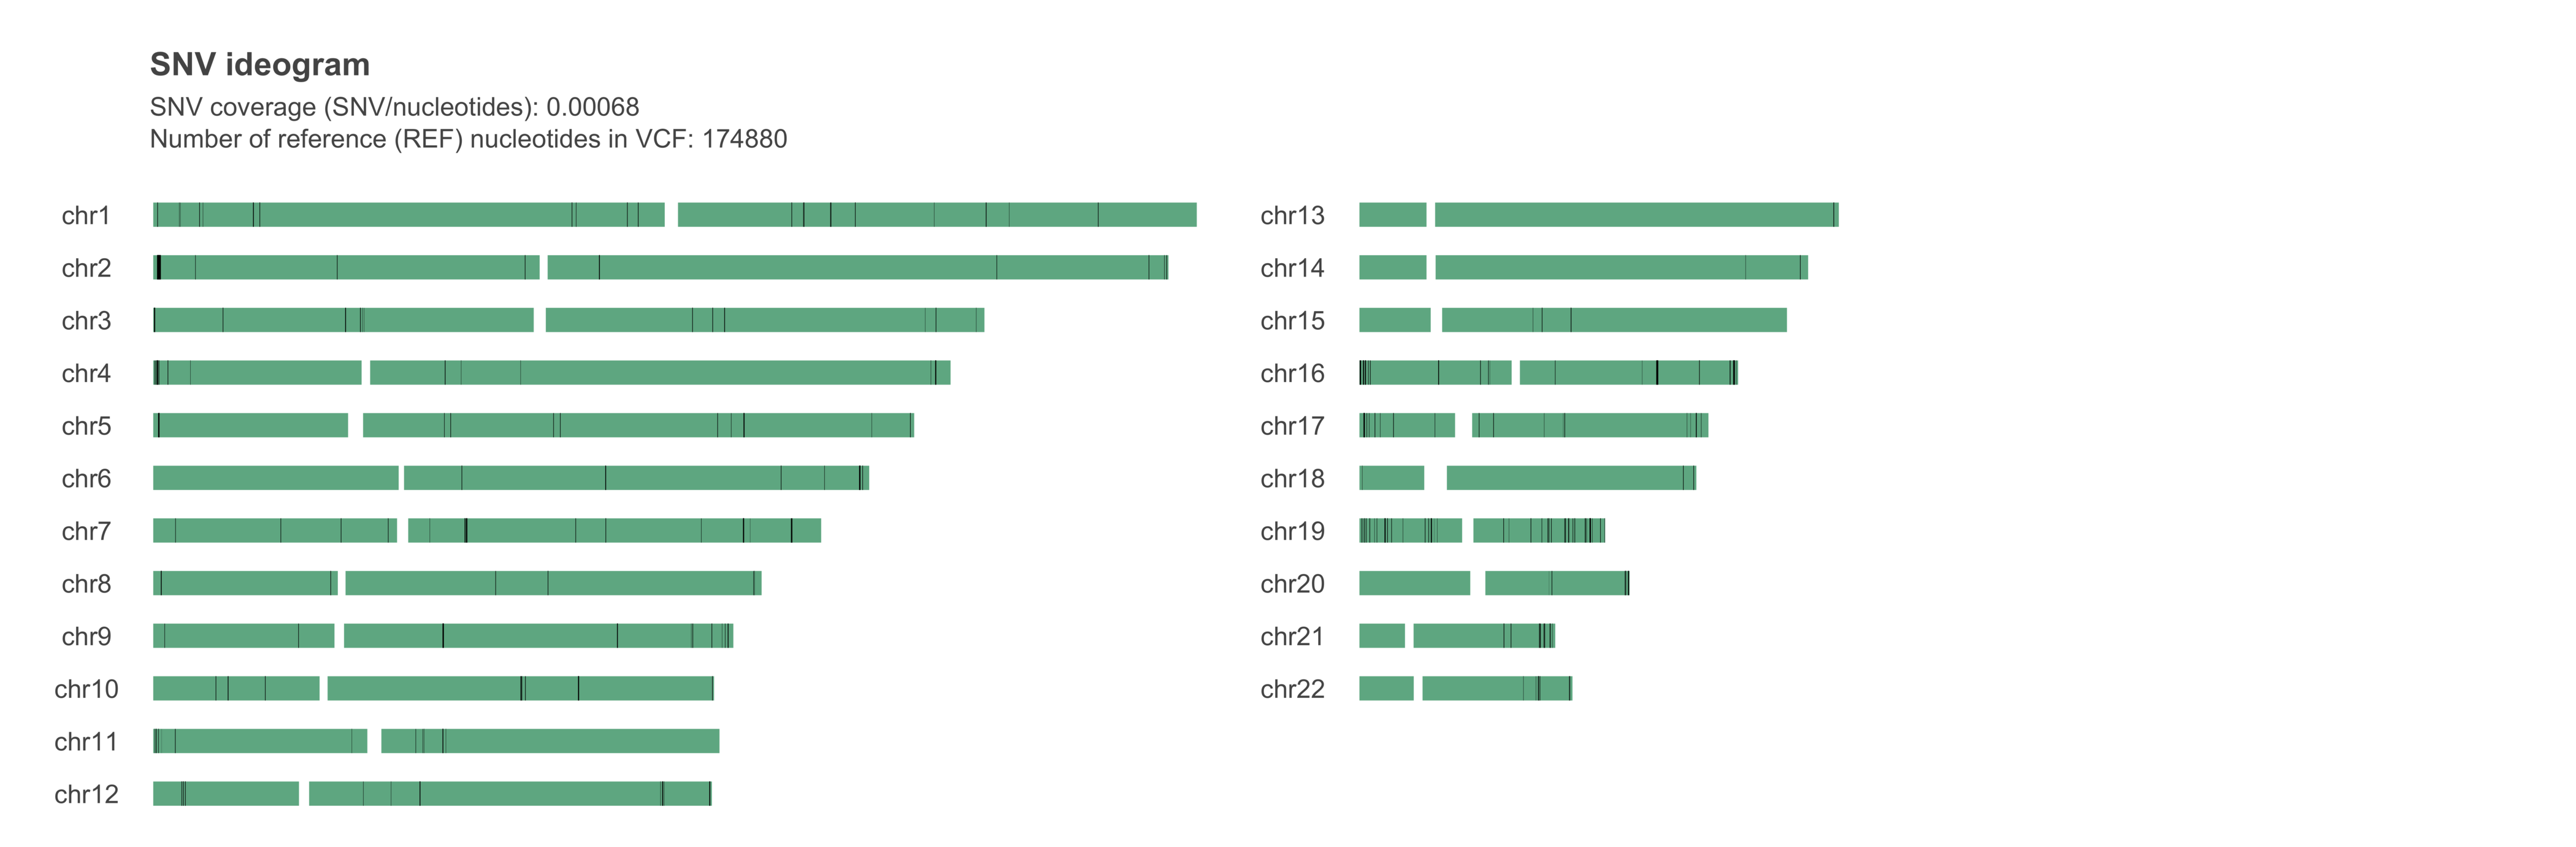 SNV ideogram
SNV coverage (SNV/nucleotides): 0.00068
Number of reference (REF) nucleotides in VCF: 174880
chr1
chr2
chr3
chr4
chr5
chr6
chr7
chr8
chr9
chr10
chr11
chr12
chr13
chr14
chr15
chr16
chr17
chr18
chr19
chr20
chr21
chr22